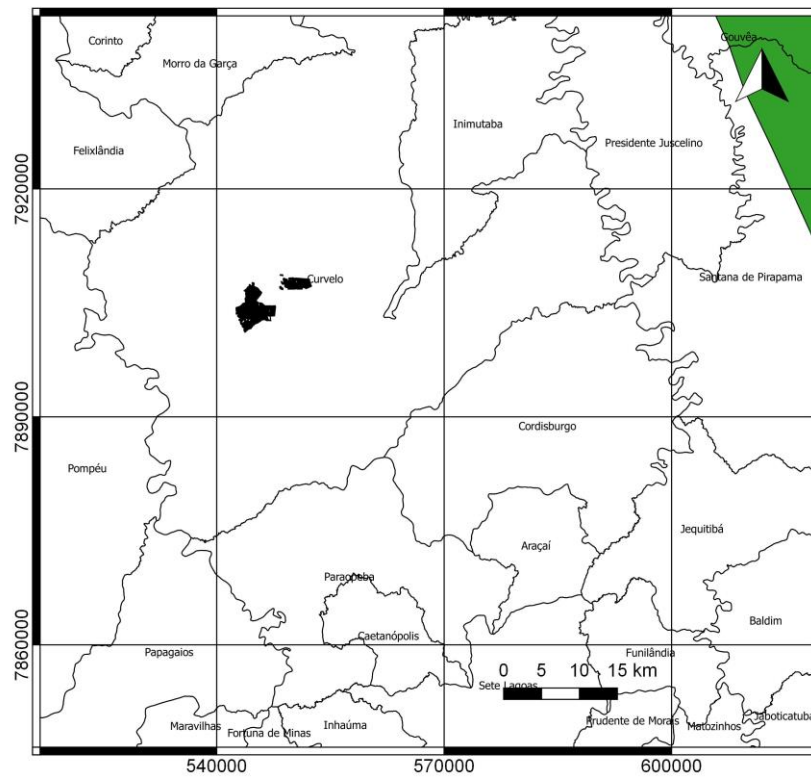 Corinto
Gouvêa
Morro da Garça
Inimutaba
Presidente Juscelino
Felixlândia
7920000
Curvelo
Santana de Pirapama
7890000
Cordisburgo
Pompéu
Jequitibá
Araçaí
Paraopeba
Baldim
Caetanópolis
7860000
Papagaios
Funilândia
0 5 10 15 km
Sete Lagoas
Jaboticatuba
Prudente de Morais
Maravilhas
Inhaúma
Matozinhos
Fortuna de Minas
540000 570000 600000